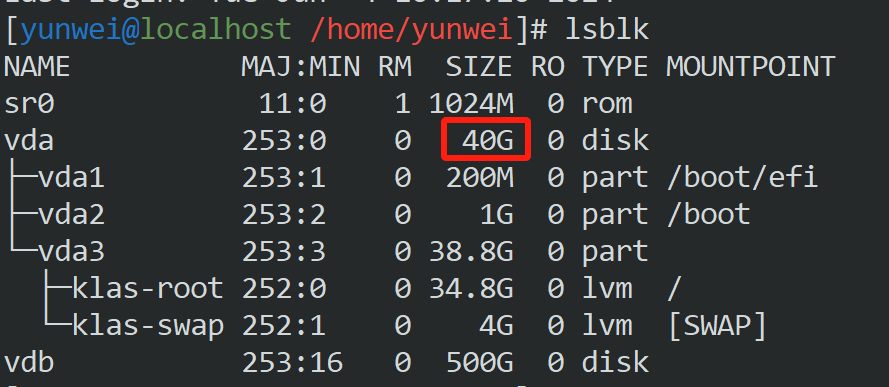 [yunwei@localhost /home/yunwei]# lsblk
NAME            MAJ:MIN RM  SIZE RO TYPE MOUNTPOINT
sr0              11:0    1 1024M  0 rom
vda             253:0    0   40G  0 disk
├─vda1          253:1    0  200M  0 part /boot/efi
├─vda2          253:2    0    1G  0 part /boot
└─vda3          253:3    0 38.8G  0 part
  ├─klas-root 252:0    0 34.8G  0 lvm  /
  └─klas-swap 252:1    0    4G  0 lvm  [SWAP]
vdb             253:16   0  500G  0 disk